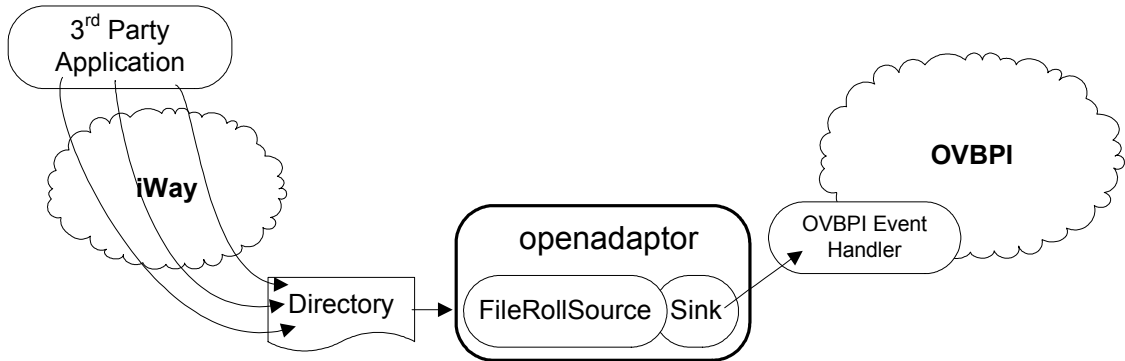 3rd Party
Application
iWay
OVBPI
OVBPI Event
Handler
openadaptor
Directory
FileRollSource
Sink